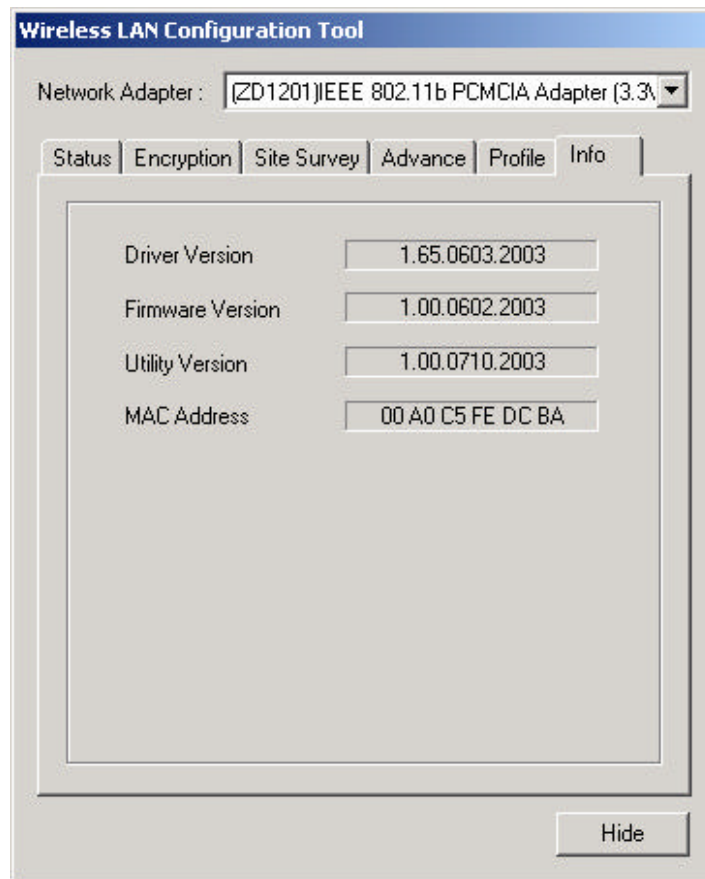 Wireless LAN Configuration Tool
Network Adapter : (ZD1201)IEEE 802.11b PCMCIA Adapter (3.3V
Status Encryption Site Survey Advance Profile Info
Driver Version 1.65.0603.2003
Firmware Version 1.00.0602.2003
Utility Version 1.00.0710.2003
MAC Address 00 A0 C5 FE DC BA
Hide